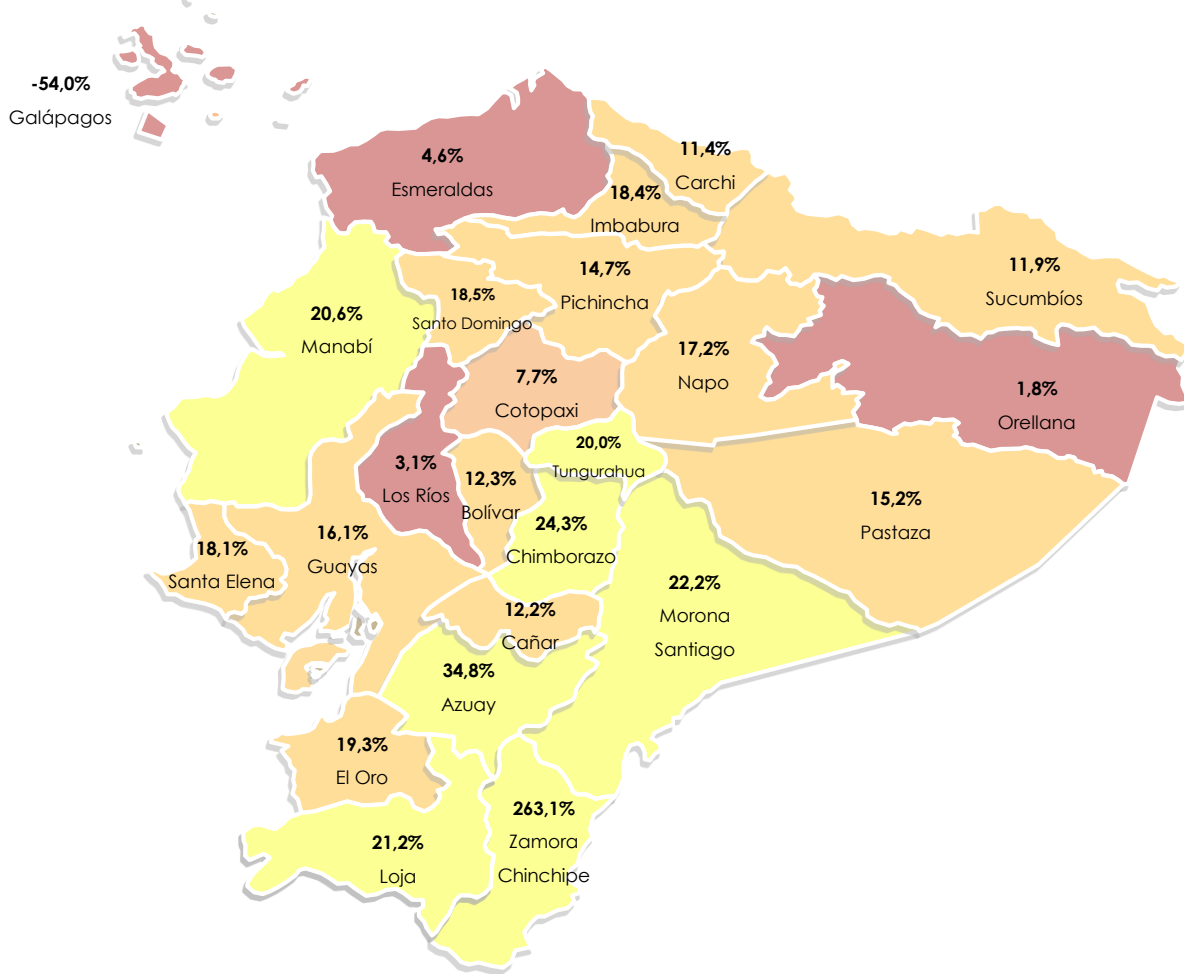 -54,0%
Galápagos
4,6%
Esmeraldas
11,4%
Carchi
18,4%
Imbabura
14,7%
Pichincha
11,9%
Sucumbíos
18,5%
Santo Domingo
20,6%
Manabí
17,2%
Napo
7,7%
Cotopaxi
1,8%
Orellana
20,0%
Tungurahua
3,1%
Los Ríos
12,3%
Bolívar
15,2%
Pastaza
24,3%
Chimborazo
16,1%
Guayas
18,1%
Santa Elena
22,2%
Morona
Santiago
12,2%
Cañar
34,8%
Azuay
19,3%
El Oro
263,1%
Zamora
Chinchipe
21,2%
Loja